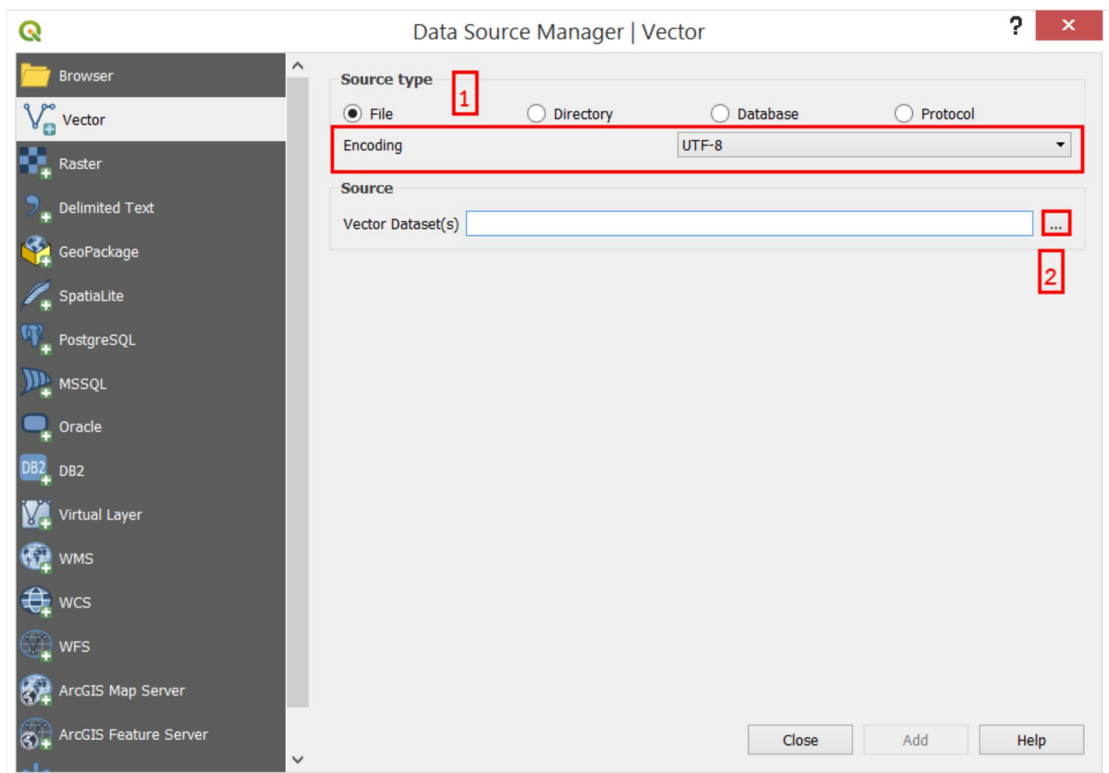 Data Source Manager | Vector
?
Browser
Vector
Raster
Delimited Text
GeoPackage
SpatiaLite
PostgreSQL
MSSQL
Oracle
DB2
DB2
Virtual Layer
WMS
WCS
WFS
ArcGIS Map Server
ArcGIS Feature Server
Source type
1
File Directory Database Protocol
Encoding UTF-8
Source
Vector Dataset(s) ...
2
Close Add Help